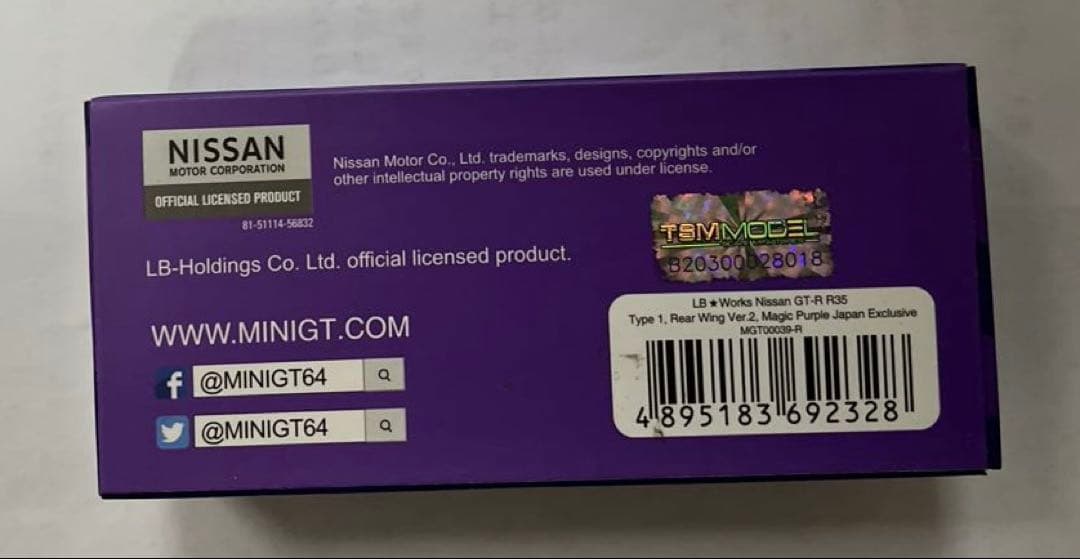 NISSAN
MOTOR CORPORATION
OFFICIAL LICENSED PRODUCT
81-51114-56832
Nissan Motor Co., Ltd. trademarks, designs, copyrights and/or
other intellectual property rights are used under license.
LB-Holdings Co. Ltd. official licensed product.
WWW.MINIGT.COM
@MINIGT64
@MINIGT64
TSMMODEL
B20300028018
LB★Works Nissan GT-R R35
Type 1, Rear Wing Ver.2, Magic Purple Japan Exclusive
MGT00039-R
4 895183 692328